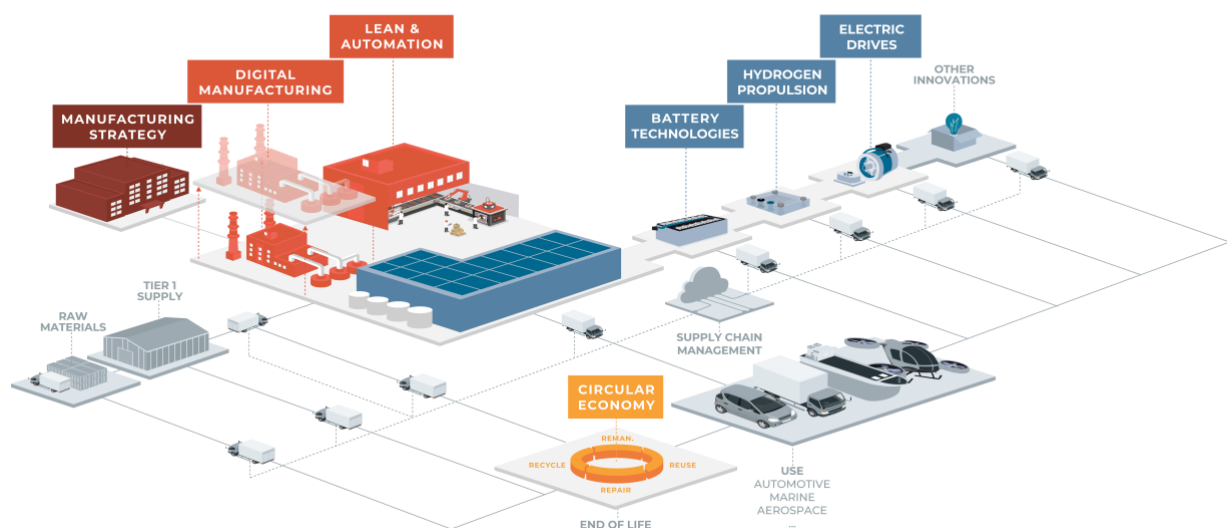 LEAN &
AUTOMATION
ELECTRIC
DRIVES
DIGITAL
MANUFACTURING
HYDROGEN
PROPULSION
OTHER
INNOVATIONS
MANUFACTURING
STRATEGY
BATTERY
TECHNOLOGIES
TIER 1
SUPPLY
RAW
MATERIALS
SUPPLY CHAIN
MANAGEMENT
CIRCULAR
ECONOMY
REMAN.
RECYCLE
REUSE
REPAIR
USE
AUTOMOTIVE
MARINE
AEROSPACE
...
END OF LIFE